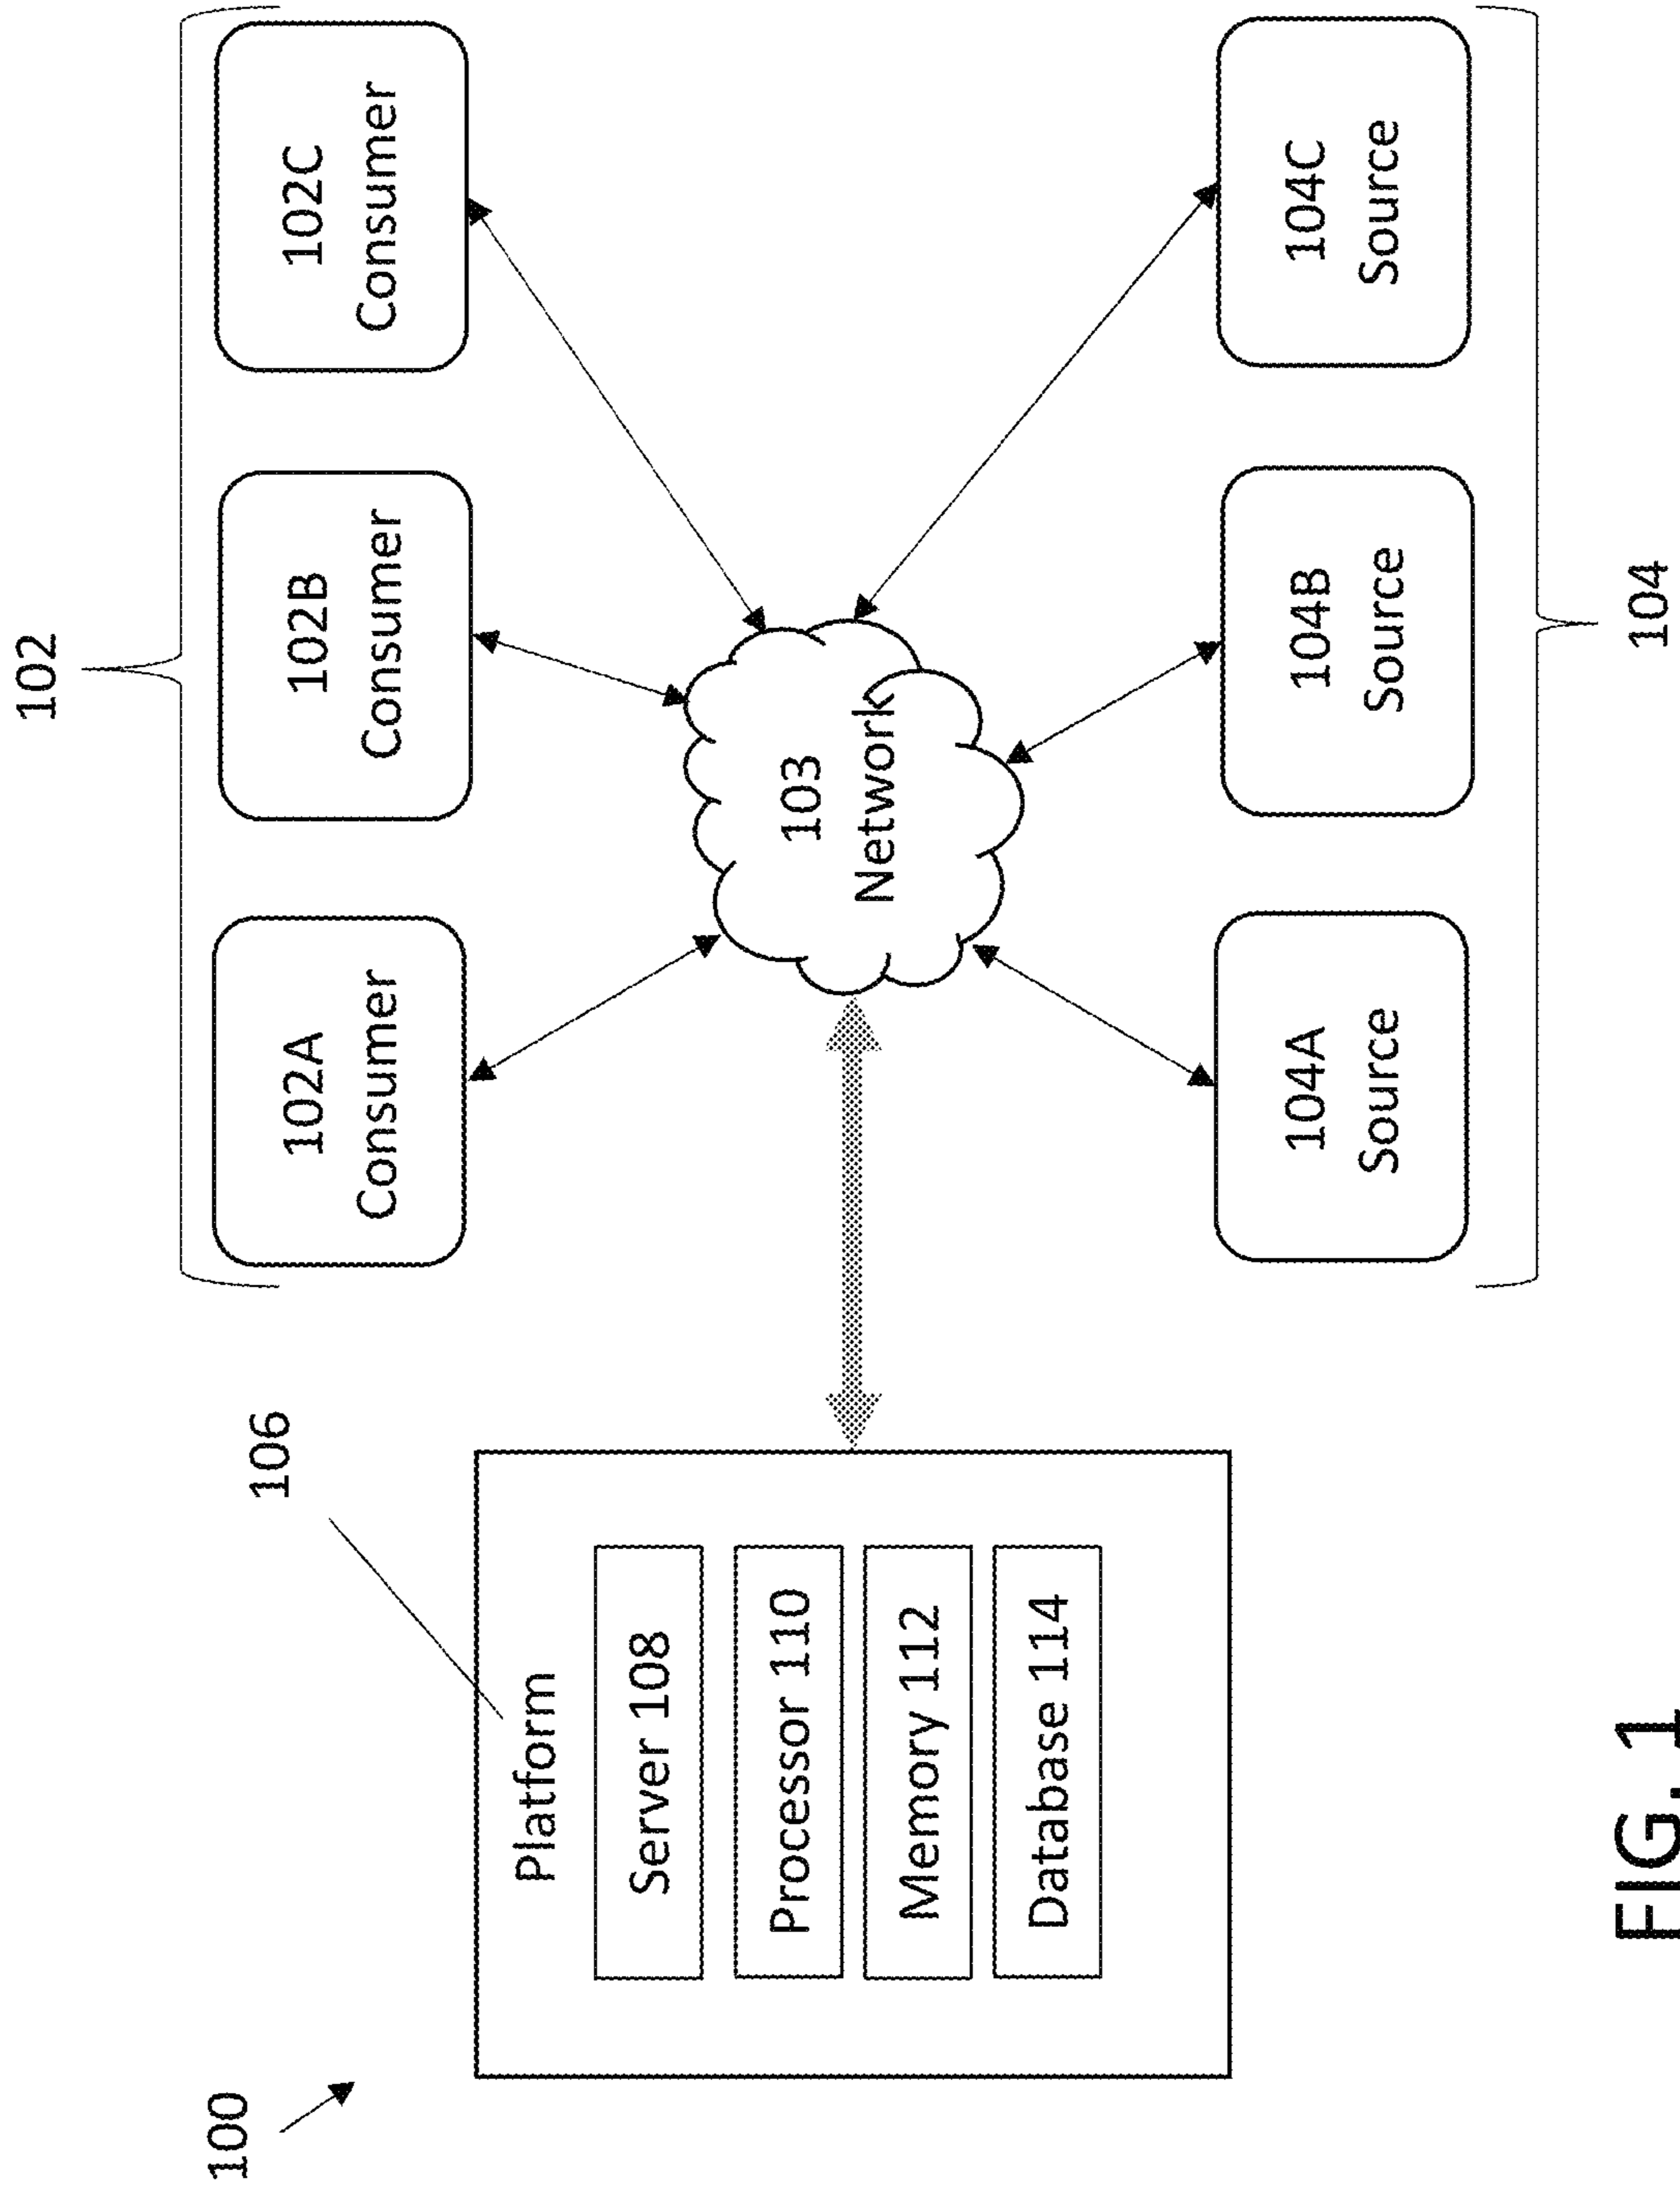 100
106
Platform
Server 108
Processor 110
Memory 112
Database 114
102
102A
Consumer
102B
Consumer
102C
Consumer
103
Network
104A
Source
104B
Source
104C
Source
104
FIG. 1